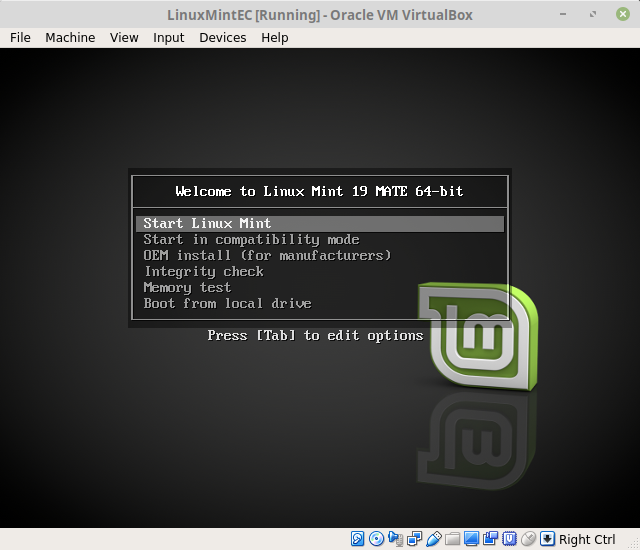 LinuxMintEC [Running] - Oracle VM VirtualBox
File Machine View Input Devices Help
Welcome to Linux Mint 19 MATE 64-bit
Start Linux Mint
Start in compatibility mode
OEM install (for manufacturers)
Integrity check
Memory test
Boot from local drive
Press [Tab] to edit options
Right Ctrl